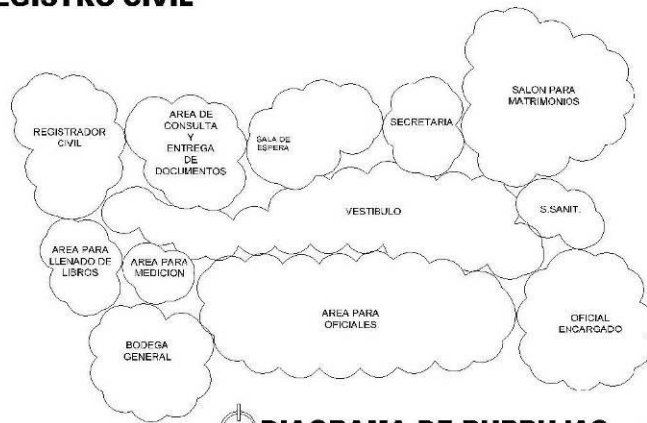 REGISTRO CIVIL
SALON PARA
MATRIMONIOS
AREA DE
CONSULTA
Y
ENTREGA
DE
DOCUMENTOS
SECRETARIA
REGISTRADOR
CIVIL
SALA DE
ESPERA
VESTIBULO
S.SANIT.
AREA PARA
LLENADO DE
LIBROS
AREA PARA
MEDICION
AREA PARA
OFICIALES
OFICIAL
ENCARGADO
BODEGA
GENERAL
DIAGRAMA DE BURBUJAS